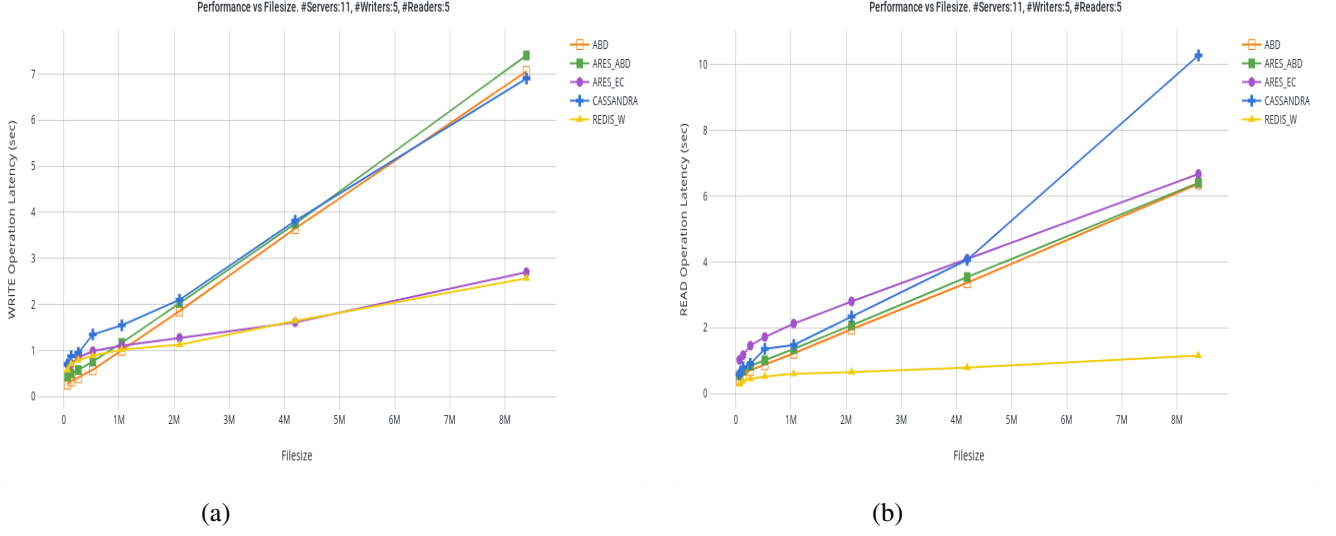 Performance vs Filesize. #Servers:11, #Writers:5, #Readers:5
WRITE Operation Latency (sec)
7
6
5
4
3
2
1
0
0 1M 2M 3M 4M 5M 6M 7M 8M
Filesize
ABD
ARES_ABD
ARES_EC
CASSANDRA
REDIS_W
(a)
Performance vs Filesize. #Servers:11, #Writers:5, #Readers:5
READ Operation Latency (sec)
10
8
6
4
2
0
0 1M 2M 3M 4M 5M 6M 7M 8M
Filesize
ABD
ARES_ABD
ARES_EC
CASSANDRA
REDIS_W
(b)